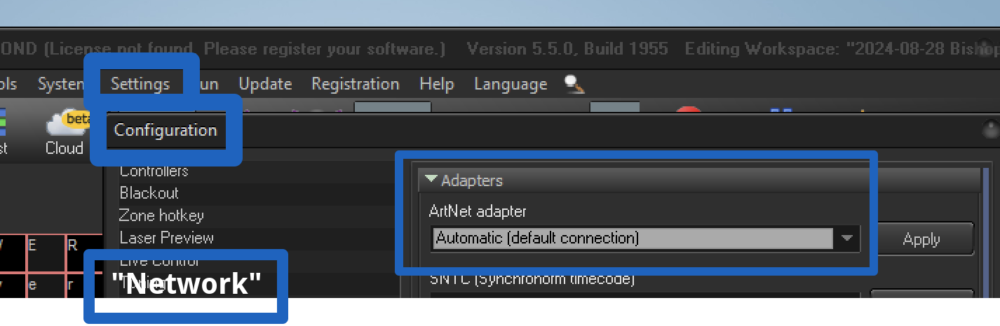 OND (License not found. Please register your software.) Version 5.5.0, Build 1955 Editing Workspace: "2024-08-28 Bishop
ols System Settings Run Update Registration Help Language
beta
st Cloud
Configuration
Controllers
Blackout
Zone hotkey
Laser Preview
Live Control
"Network"
Adapters
ArtNet adapter
Automatic (default connection)
Apply
SNTC (Synchronorm timecode)
E R
e r